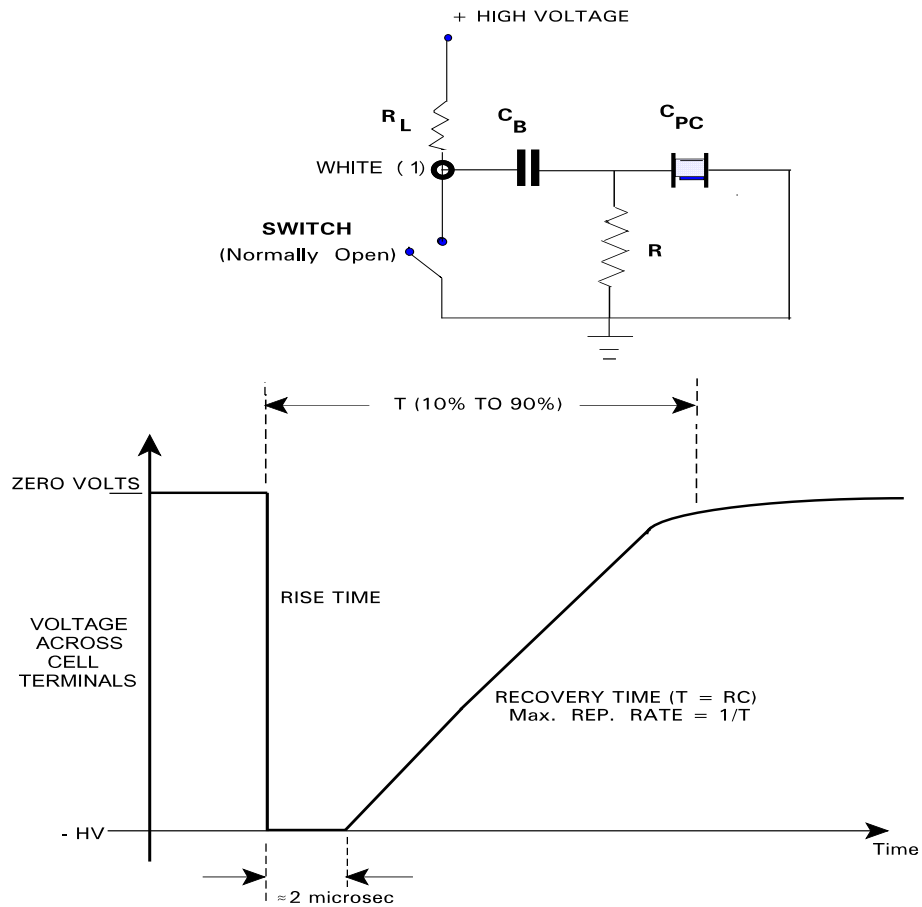 + HIGH VOLTAGE
R L
C B
C PC
WHITE (1)
SWITCH
(Normally Open)
R
T (10% TO 90%)
ZERO VOLTS
RISE TIME
VOLTAGE
ACROSS
CELL
TERMINALS
RECOVERY TIME (T = RC)
Max. REP. RATE = 1/T
- HV
Time
≈2 microsec